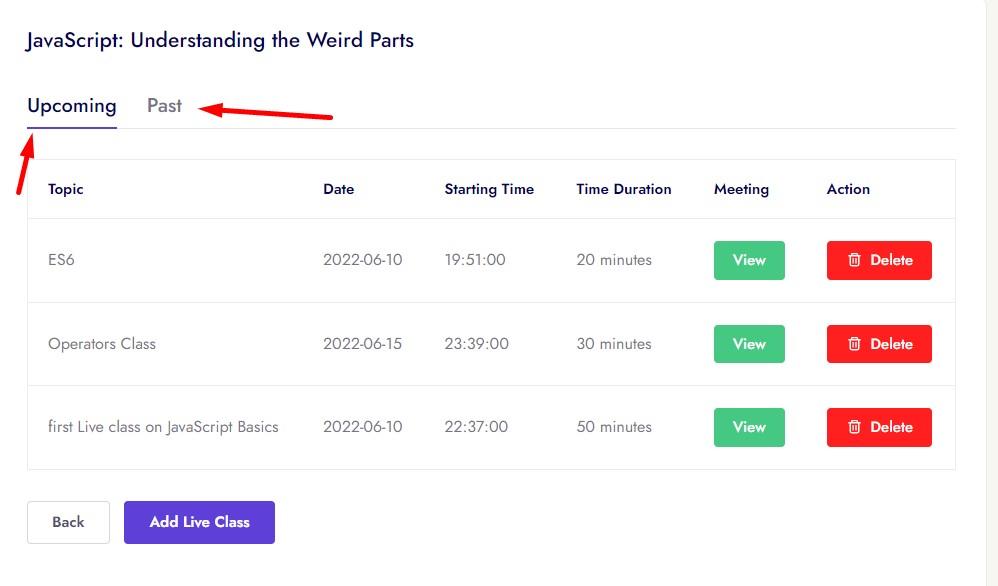 JavaScript: Understanding the Weird Parts
Upcoming Past
Topic Date Starting Time Time Duration Meeting Action
ES6 2022-06-10 19:51:00 20 minutes View Delete
Operators Class 2022-06-15 23:39:00 30 minutes View Delete
first Live class on JavaScript Basics 2022-06-10 22:37:00 50 minutes View Delete
Back Add Live Class